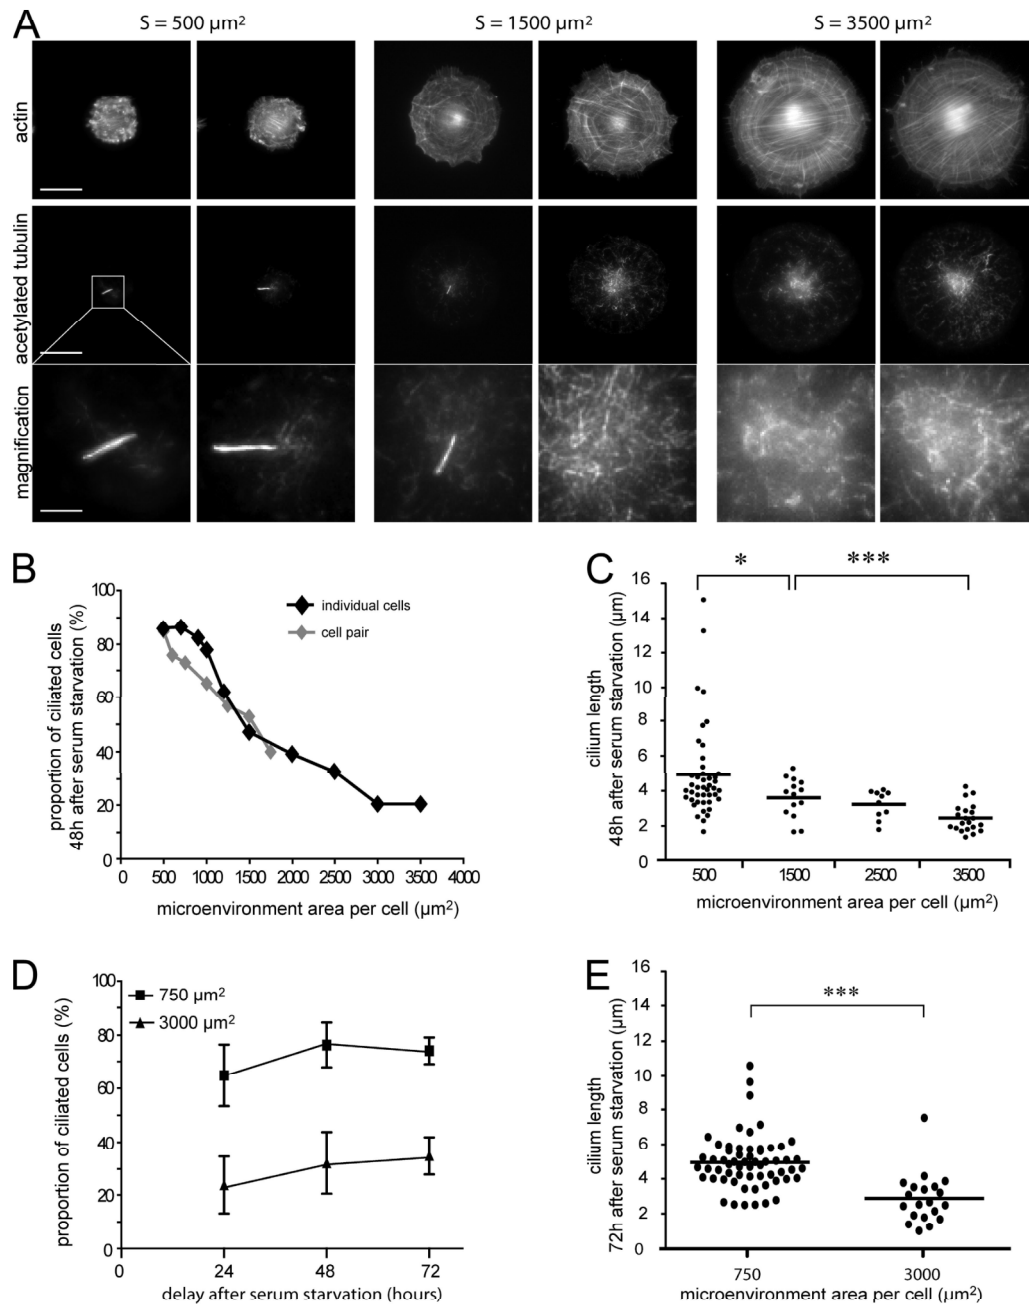 A
S = 500 µm²
S = 1500 µm²
S = 3500 µm²
actin
acetylated tubulin
magnification
B
proportion of ciliated cells
48h after serum starvation (%)
100
80
60
40
20
0
individual cells
cell pair
0 500 1000 1500 2000 2500 3000 3500 4000
microenvironment area per cell (µm²)
C
cilium length
48h after serum starvation (µm)
16
14
12
10
8
6
4
2
0
*
***
500 1500 2500 3500
microenvironment area per cell (µm²)
D
proportion of ciliated cells (%)
100
80
60
40
20
0
750 µm²
3000 µm²
0 24 48 72
delay after serum starvation (hours)
E
cilium length
72h after serum starvation (µm)
16
14
12
10
8
6
4
2
0
***
750 3000
microenvironment area per cell (µm²)